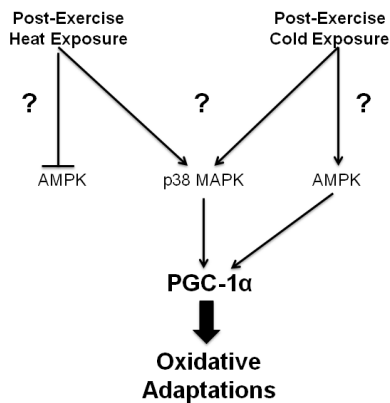 Post-Exercise
Heat Exposure
Post-Exercise
Cold Exposure
?
?
?
AMPK
p38 MAPK
AMPK
PGC-1α
Oxidative
Adaptations